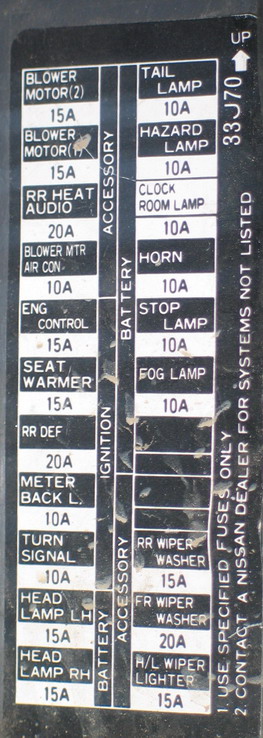 BLOWER
MOTOR(2)
15A
BLOWER
MOTOR(1)
15A
RR HEAT
AUDIO
20A
BLOWER MTR
AIR CON
10A
ENG
CONTROL
15A
SEAT
WARMER
15A
RR DEF
20A
METER
BACK L.
10A
TURN
SIGNAL
10A
HEAD
LAMP LH
15A
HEAD
LAMP RH
15A
ACCESSORY
IGNITION
BATTERY
BATTERY
ACCESSORY
TAIL
LAMP
10A
HAZARD
LAMP
10A
CLOCK
ROOM LAMP
10A
HORN
10A
STOP
LAMP
10A
FOG LAMP
10A
RR WIPER
WASHER
15A
FR WIPER
WASHER
20A
H/L WIPER
LIGHTER
15A
UP
33J70
1. USE SPECIFIED FUSES ONLY
2. CONTACT A NISSAN DEALER FOR SYSTEMS NOT LISTED